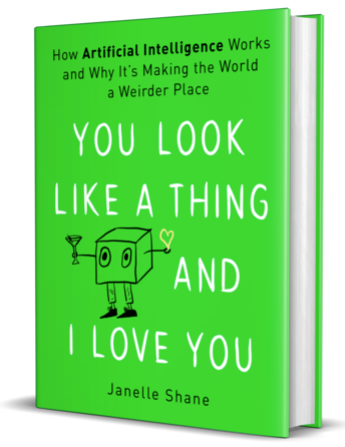 How Artificial Intelligence Works
and Why It's Making the World
a Weirder Place
YOU LOOK
LIKE A THING
AND
I LOVE YOU
Janelle Shane